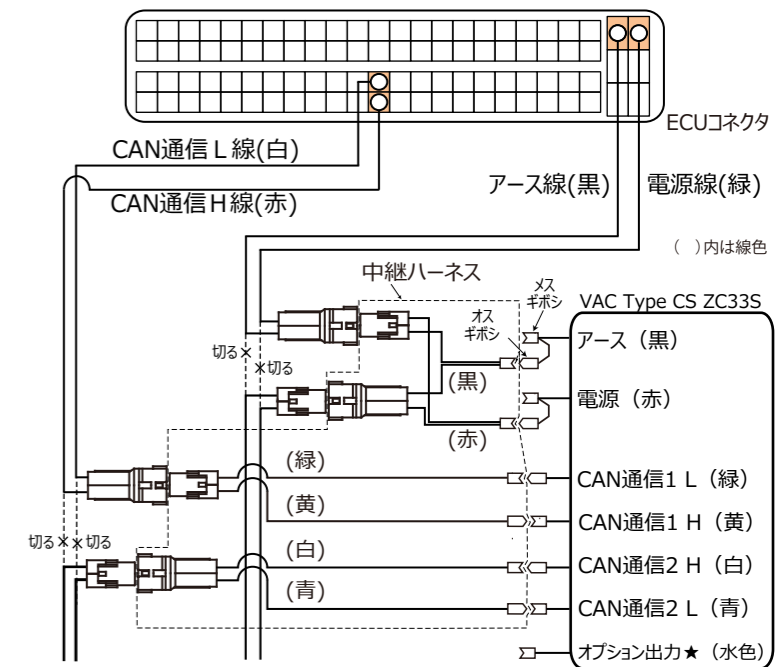 ECUコネクタ
CAN通信 L 線(白)
CAN通信H線(赤)
アース線(黒)
電源線(緑)
( )内は線色
中継ハーネス
メス
ギボシ
オス
ギボシ
VAC Type CS ZC33S
切る
切る
アース(黒)
(黒)
電源(赤)
(赤)
(緑)
CAN通信1 L(緑)
(黄)
CAN通信1 H(黄)
切る
切る
(白)
CAN通信2 H(白)
(青)
CAN通信2 L(青)
オプション出力★(水色)